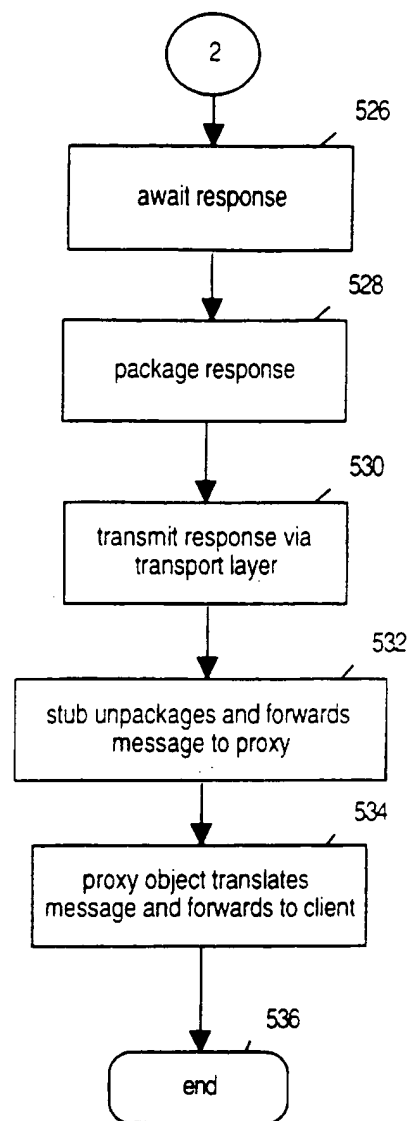 2
526
await response
528
package response
530
transmit response via
transport layer
532
stub unpackages and forwards
message to proxy
534
proxy object translates
message and forwards to client
536
end